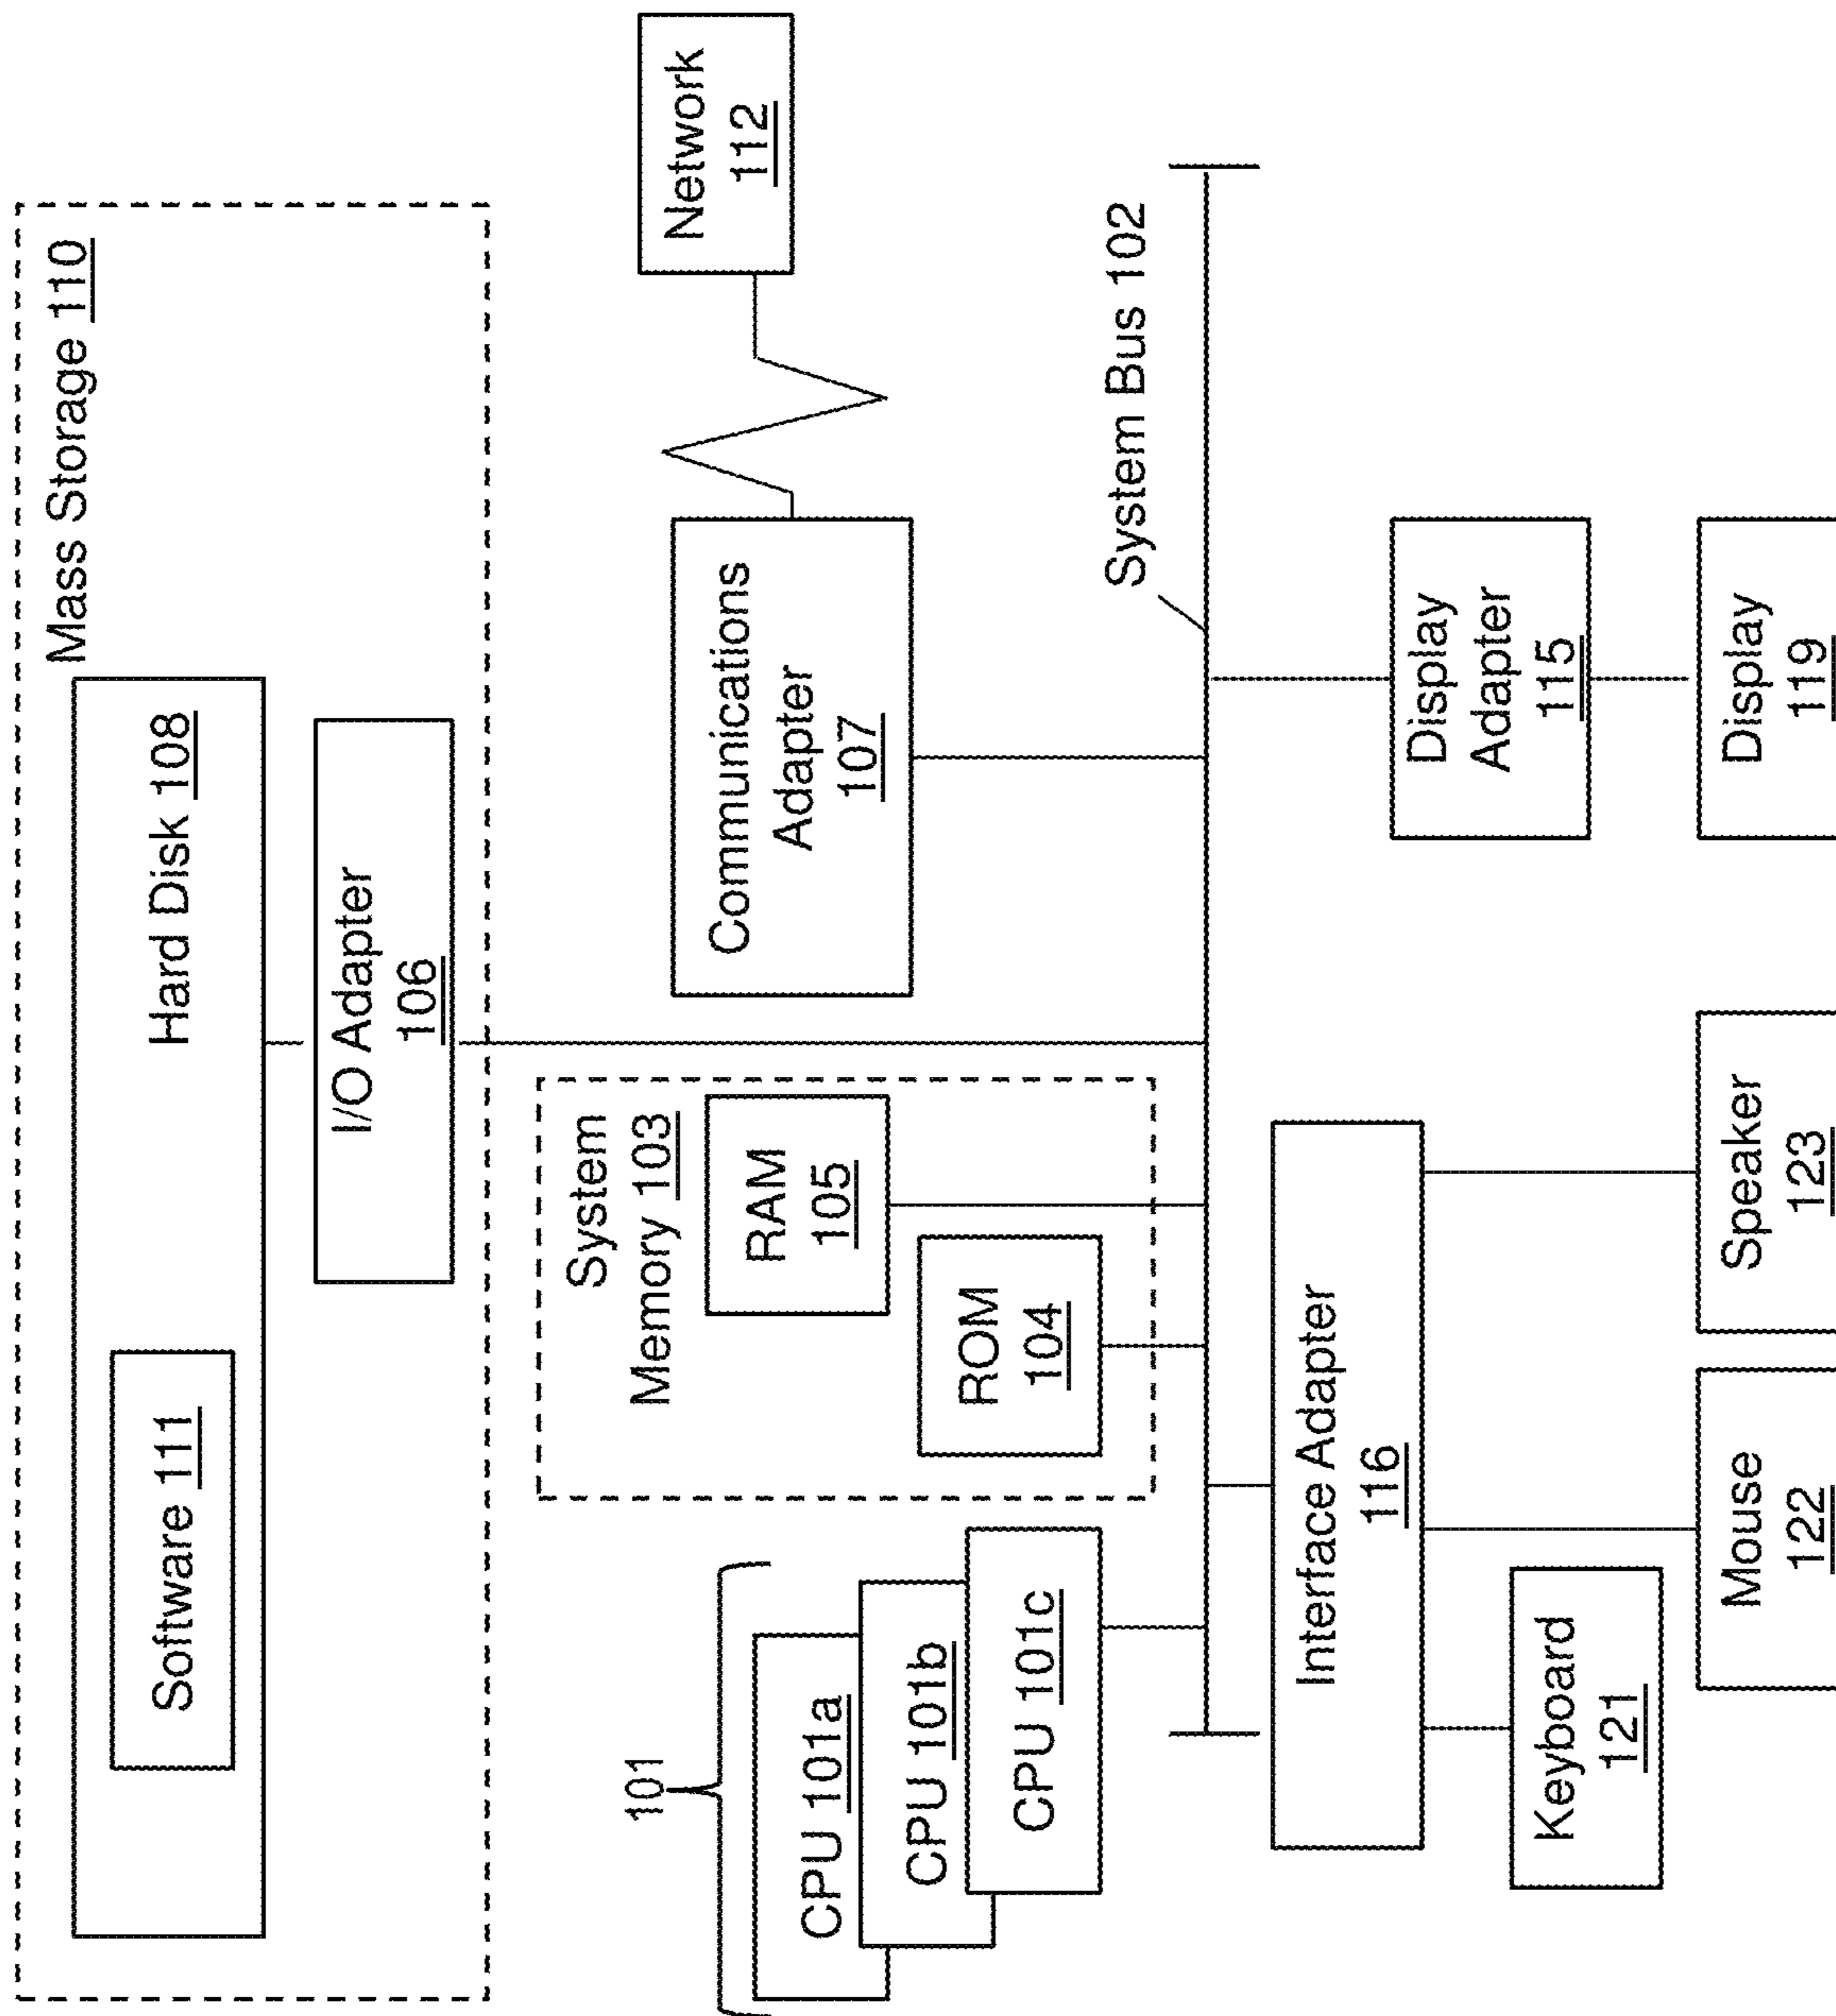 Mass Storage 110
Hard Disk 108
Software 111
I/O Adapter
106
Network
112
Communications
Adapter
107
System
Memory 103
RAM
105
ROM
104
101
CPU 101a
CPU 101b
CPU 101c
System Bus 102
Interface Adapter
116
Display
Adapter
115
Keyboard
121
Mouse
122
Speaker
123
Display
119